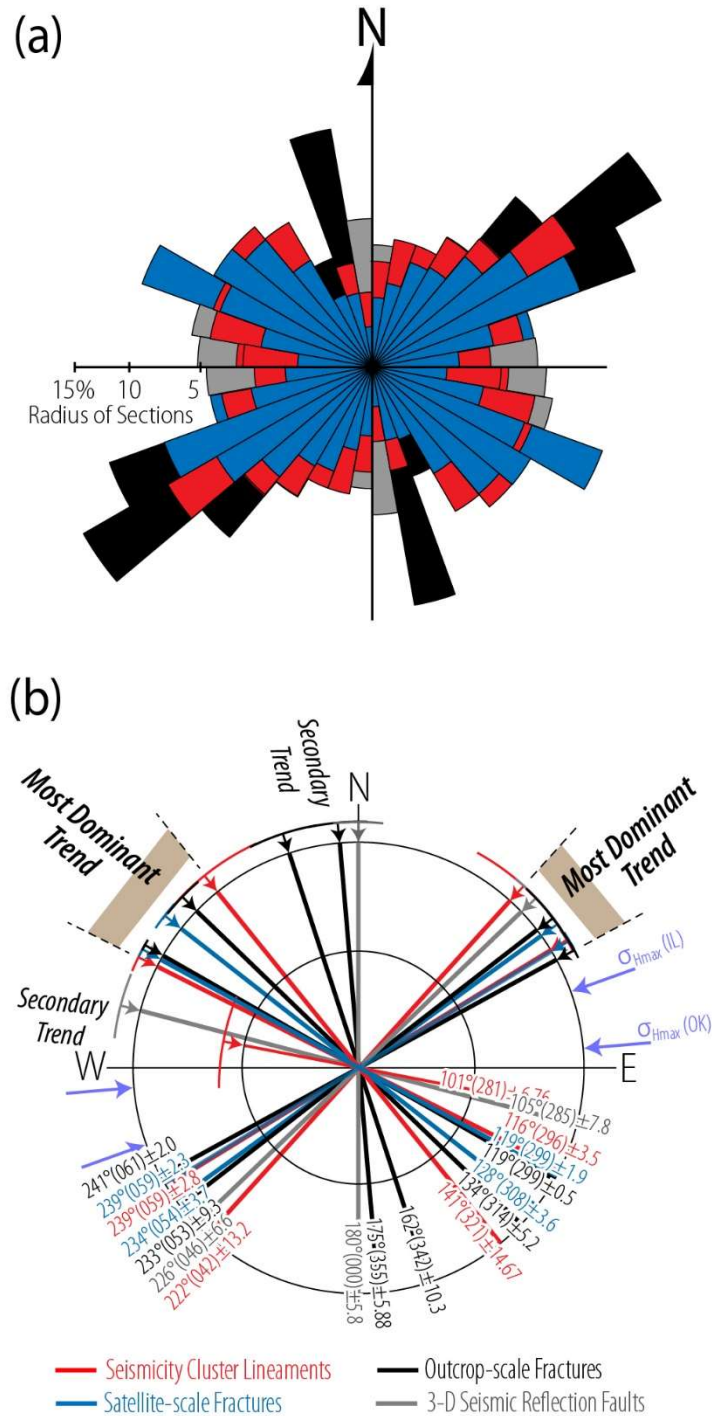 (a)
N
15% 10 5
Radius of Sections
(b)
Most Dominant
Trend
Secondary
Trend
N
Most Dominant
Trend
σHmax (IL)
σHmax (OK)
Secondary
Trend
W
E
101°(281)±6.76
105°(285)±7.8
116°(296)±3.5
119°(299)±1.9
119°(299)±0.5
128°(308)±3.6
134°(314)±5.2
141°(321)±14.67
162°(342)±10.3
175°(355)±5.88
180°(000)±5.8
241°(061)±2.0
239°(059)±2.3
239°(059)±2.8
234°(054)±3.7
233°(053)±9.3
226°(046)±6.6
222°(042)±13.2
Seismicity Cluster Lineaments
Outcrop-scale Fractures
Satellite-scale Fractures
3-D Seismic Reflection Faults